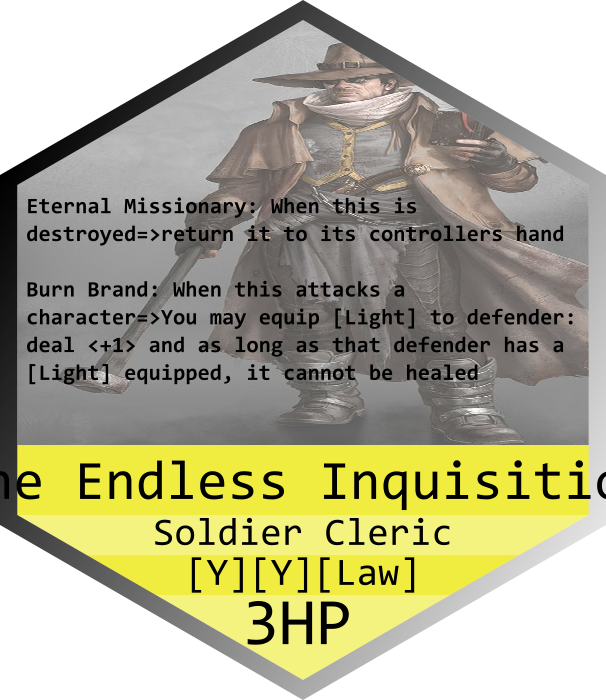 Eternal Missionary: When this is
destroyed=>return it to its controllers hand
Burn Brand: When this attacks a
character=>You may equip [Light] to defender:
deal <+1> and as long as that defender has a
[Light] equipped, it cannot be healed
Endless
Soldier Cleric
[Y][Y][Law]
3HP